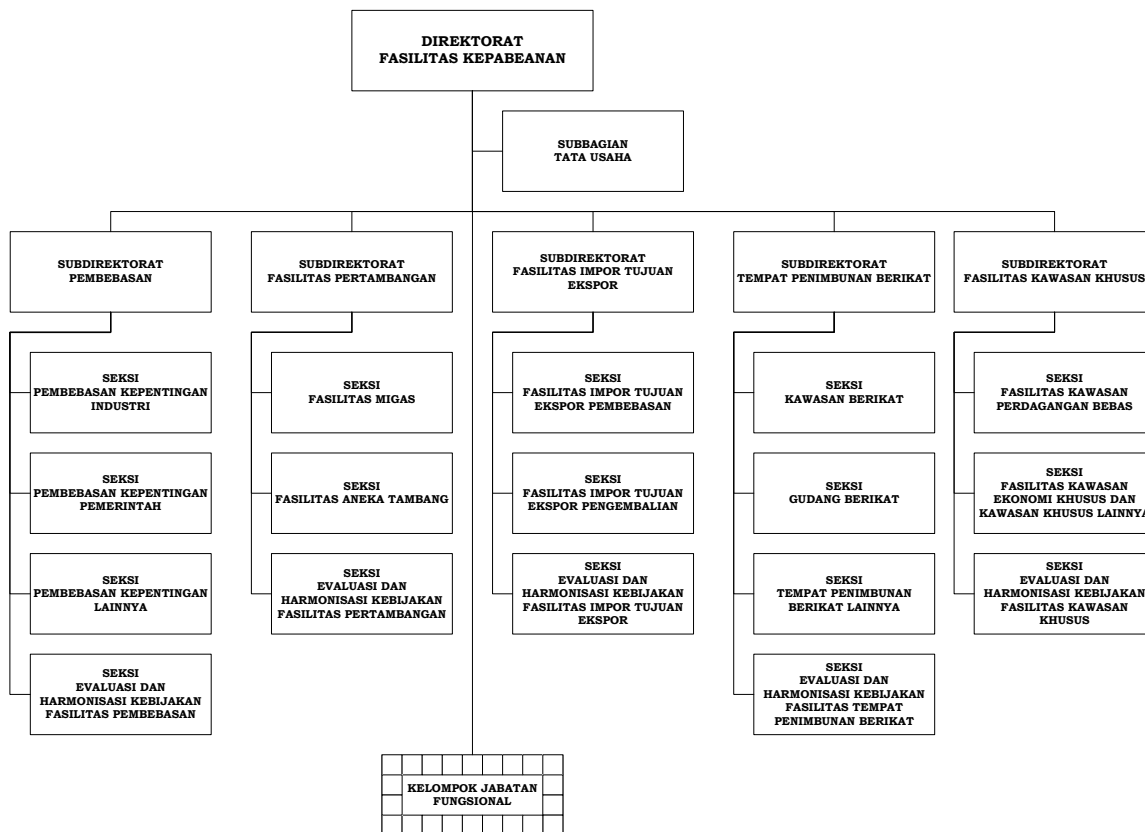 DIREKTORAT
FASILITAS KEPABEANAN
SUBBAGIAN
TATA USAHA
SUBDIREKTORAT
PEMBEBASAN
SUBDIREKTORAT
FASILITAS PERTAMBANGAN
SUBDIREKTORAT
FASILITAS IMPOR TUJUAN
EKSPOR
SUBDIREKTORAT
TEMPAT PENIMBUNAN BERIKAT
SUBDIREKTORAT
FASILITAS KAWASAN KHUSUS
SEKSI
PEMBEBASAN KEPENTINGAN
INDUSTRI
SEKSI
FASILITAS MIGAS
SEKSI
FASILITAS IMPOR TUJUAN
EKSPOR PEMBEBASAN
SEKSI
KAWASAN BERIKAT
SEKSI
FASILITAS KAWASAN
PERDAGANGAN BEBAS
SEKSI
PEMBEBASAN KEPENTINGAN
PEMERINTAH
SEKSI
FASILITAS ANEKA TAMBANG
SEKSI
FASILITAS IMPOR TUJUAN
EKSPOR PENGEMBALIAN
SEKSI
GUDANG BERIKAT
SEKSI
FASILITAS KAWASAN
EKONOMI KHUSUS DAN
KAWASAN KHUSUS LAINNYA
SEKSI
PEMBEBASAN KEPENTINGAN
LAINNYA
SEKSI
EVALUASI DAN
HARMONISASI KEBIJAKAN
FASILITAS PERTAMBANGAN
SEKSI
EVALUASI DAN
HARMONISASI KEBIJAKAN
FASILITAS IMPOR TUJUAN
EKSPOR
SEKSI
TEMPAT PENIMBUNAN
BERIKAT LAINNYA
SEKSI
EVALUASI DAN
HARMONISASI KEBIJAKAN
FASILITAS KAWASAN
KHUSUS
SEKSI
EVALUASI DAN
HARMONISASI KEBIJAKAN
FASILITAS PEMBEBASAN
SEKSI
EVALUASI DAN
HARMONISASI KEBIJAKAN
FASILITAS TEMPAT
PENIMBUNAN BERIKAT
KELOMPOK JABATAN
FUNGSIONAL